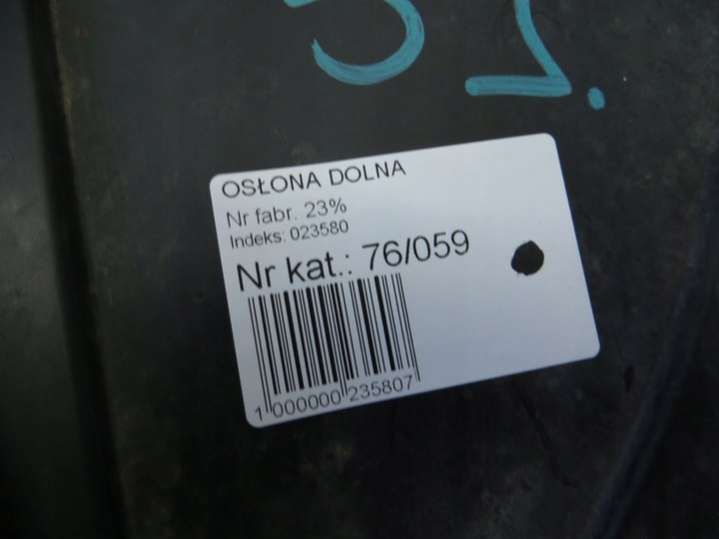 OSŁONA DOLNA
Nr fabr. 23%
Indeks: 023580
Nr kat.: 76/059
1 000000 235807